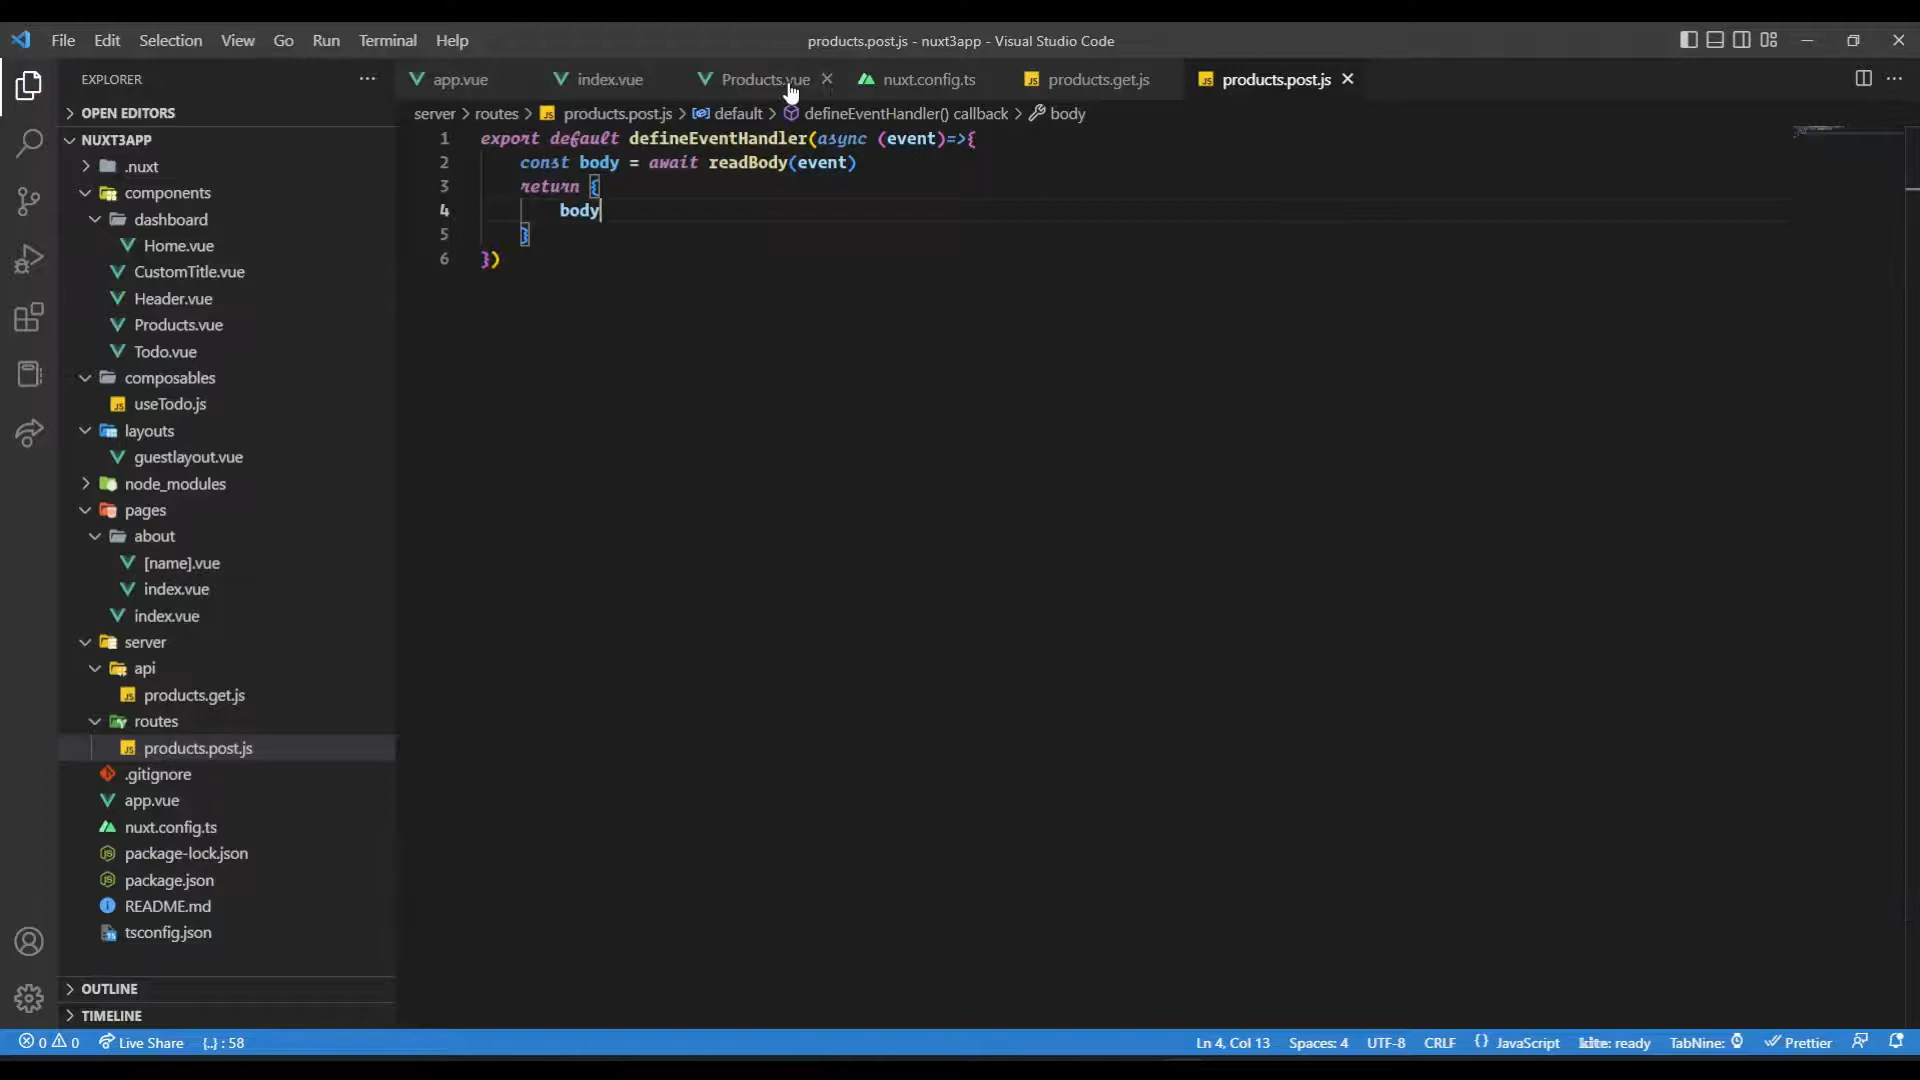 File Edit Selection View Go Run Terminal Help
products.post.js - nuxt3app - Visual Studio Code
EXPLORER
app.vue
index.vue
Products.vue
nuxt.config.ts
JS products.get.js
JS products.post.js
OPEN EDITORS
server > routes > JS products.post.js > default > defineEventHandler() callback > body
NUXT3APP
.nuxt
components
dashboard
Home.vue
CustomTitle.vue
Header.vue
Products.vue
Todo.vue
composables
JS useTodo.js
layouts
guestlayout.vue
node_modules
pages
about
[name].vue
index.vue
index.vue
server
api
JS products.get.js
routes
JS products.post.js
.gitignore
app.vue
nuxt.config.ts
package-lock.json
package.json
README.md
tsconfig.json
OUTLINE
TIMELINE
1 export default defineEventHandler(async (event)=>{
2 const body = await readBody(event)
3 return {
4 body
5 }
6 })
0 0 Live Share {..} : 58
Ln 4, Col 13 Spaces: 4 UTF-8 CRLF {} JavaScript kite: ready TabNine: Prettier